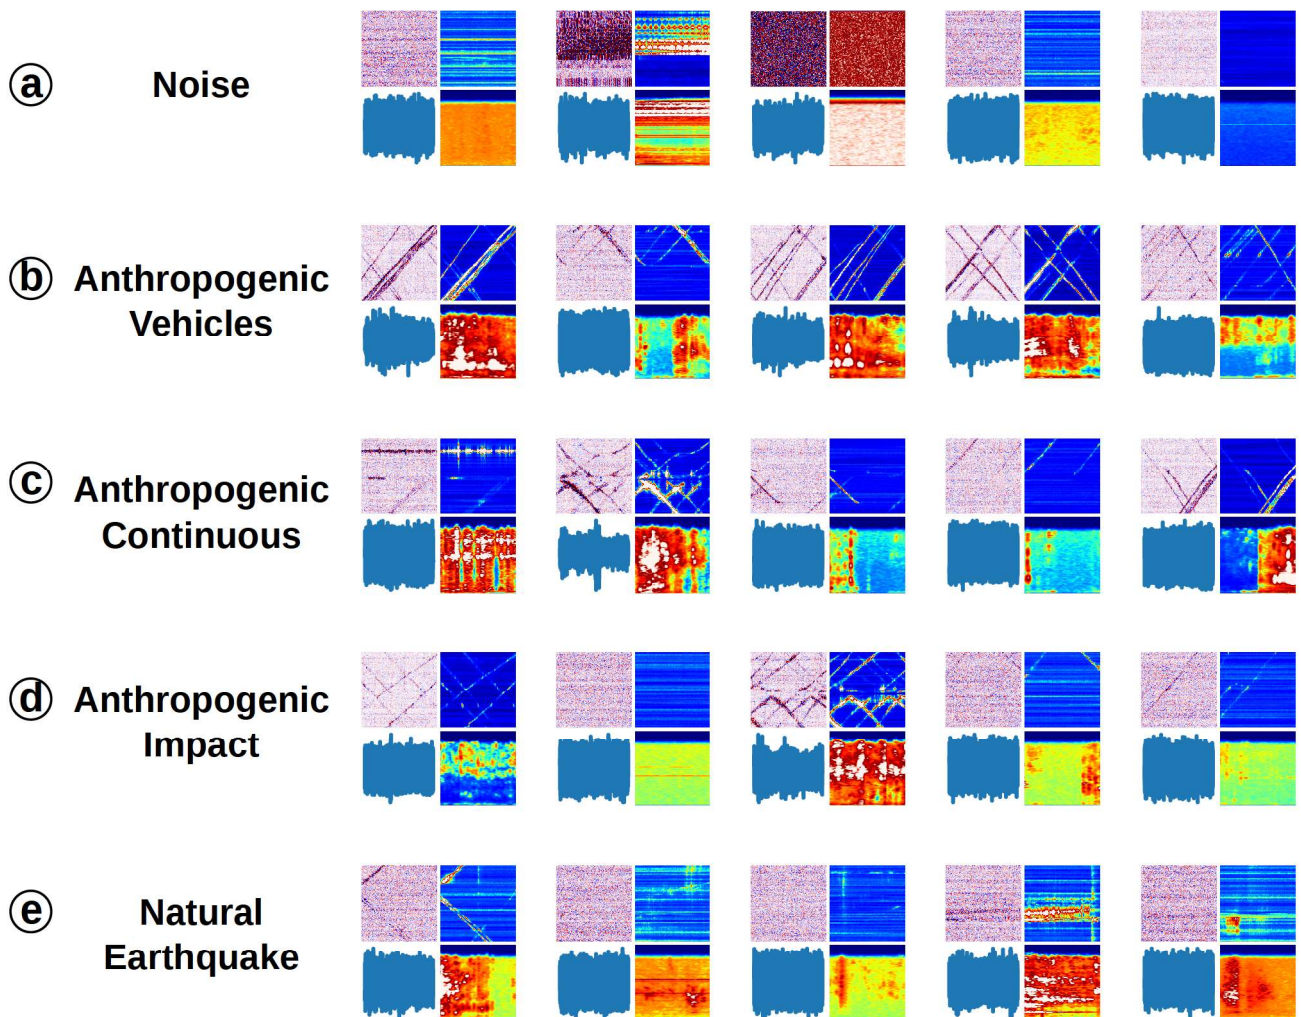 a Noise
b Anthropogenic
Vehicles
c Anthropogenic
Continuous
d Anthropogenic
Impact
e Natural
Earthquake